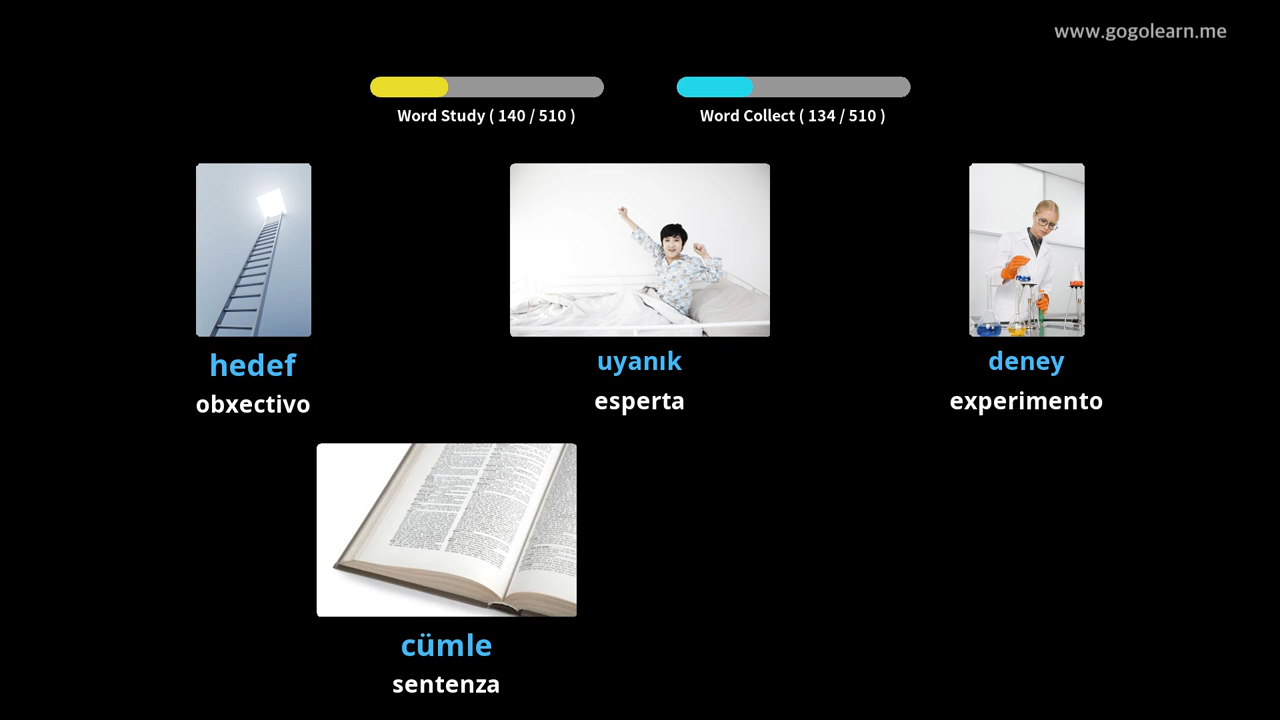 www.gogolearn.me
Word Study ( 140 / 510 )
Word Collect ( 134 / 510 )
hedef
obxectivo
uyanık
esperta
deney
experimento
cümle
sentenza